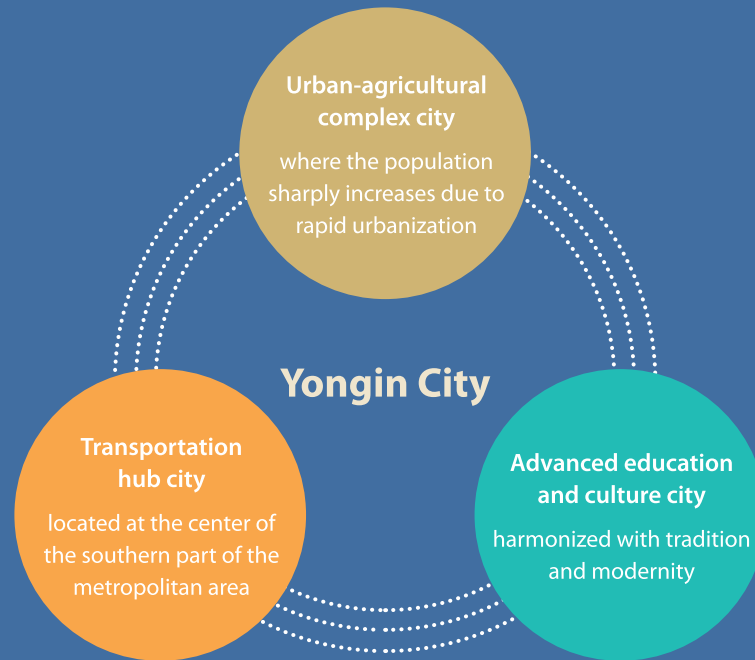 Urban-agricultural
complex city
where the population
sharply increases due to
rapid urbanization
Yongin City
Transportation
hub city
located at the center of
the southern part of the
metropolitan area
Advanced education
and culture city
harmonized with tradition
and modernity